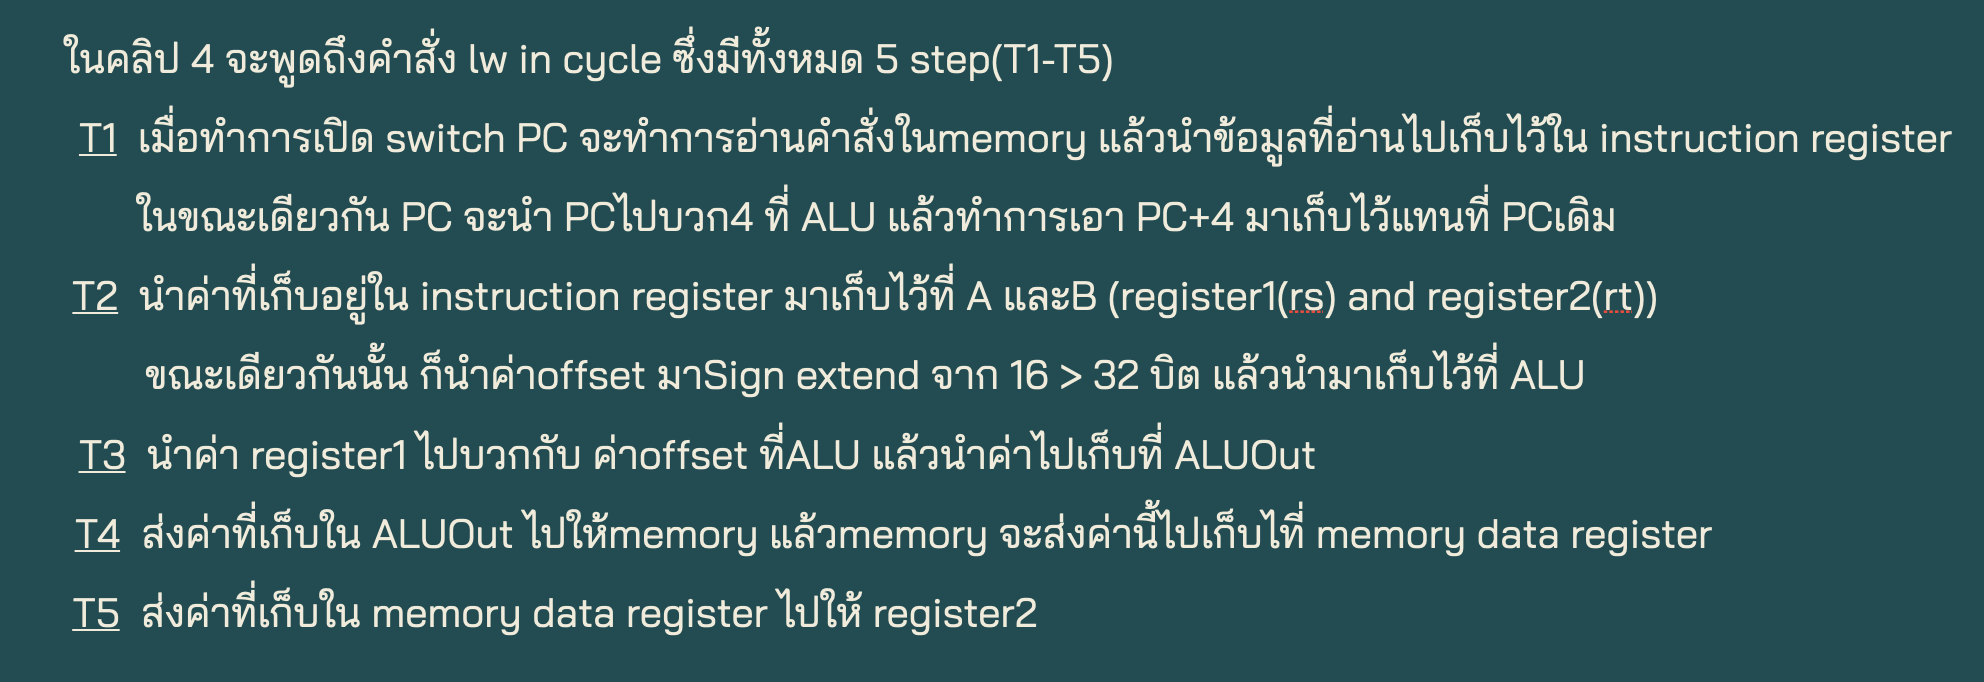 ในคลิป 4 จะพูดถึงคำสั่ง lw in cycle ซึ่งมีทั้งหมด 5 step(T1-T5)
T1 เมื่อทำการเปิด switch PC จะทำการอ่านคำสั่งในmemory แล้วนำข้อมูลที่อ่านไปเก็บไว้ใน instruction register
ในขณะเดียวกัน PC จะนำ PCไปบวก4 ที่ ALU แล้วทำการเอา PC+4 มาเก็บไว้แทนที่ PCเดิม
T2 นำค่าที่เก็บอยู่ใน instruction register มาเก็บไว้ที่ A และB (register1(rs) and register2(rt))
ขณะเดียวกันนั้น ก็นำค่าoffset มาSign extend จาก 16 > 32 บิต แล้วนำมาเก็บไว้ที่ ALU
T3 นำค่า register1 ไปบวกกับ ค่าoffset ที่ALU แล้วนำค่าไปเก็บที่ ALUOut
T4 ส่งค่าที่เก็บใน ALUOut ไปให้memory แล้วmemory จะส่งค่านี้ไปเก็บไที่ memory data register
T5 ส่งค่าที่เก็บใน memory data register ไปให้ register2